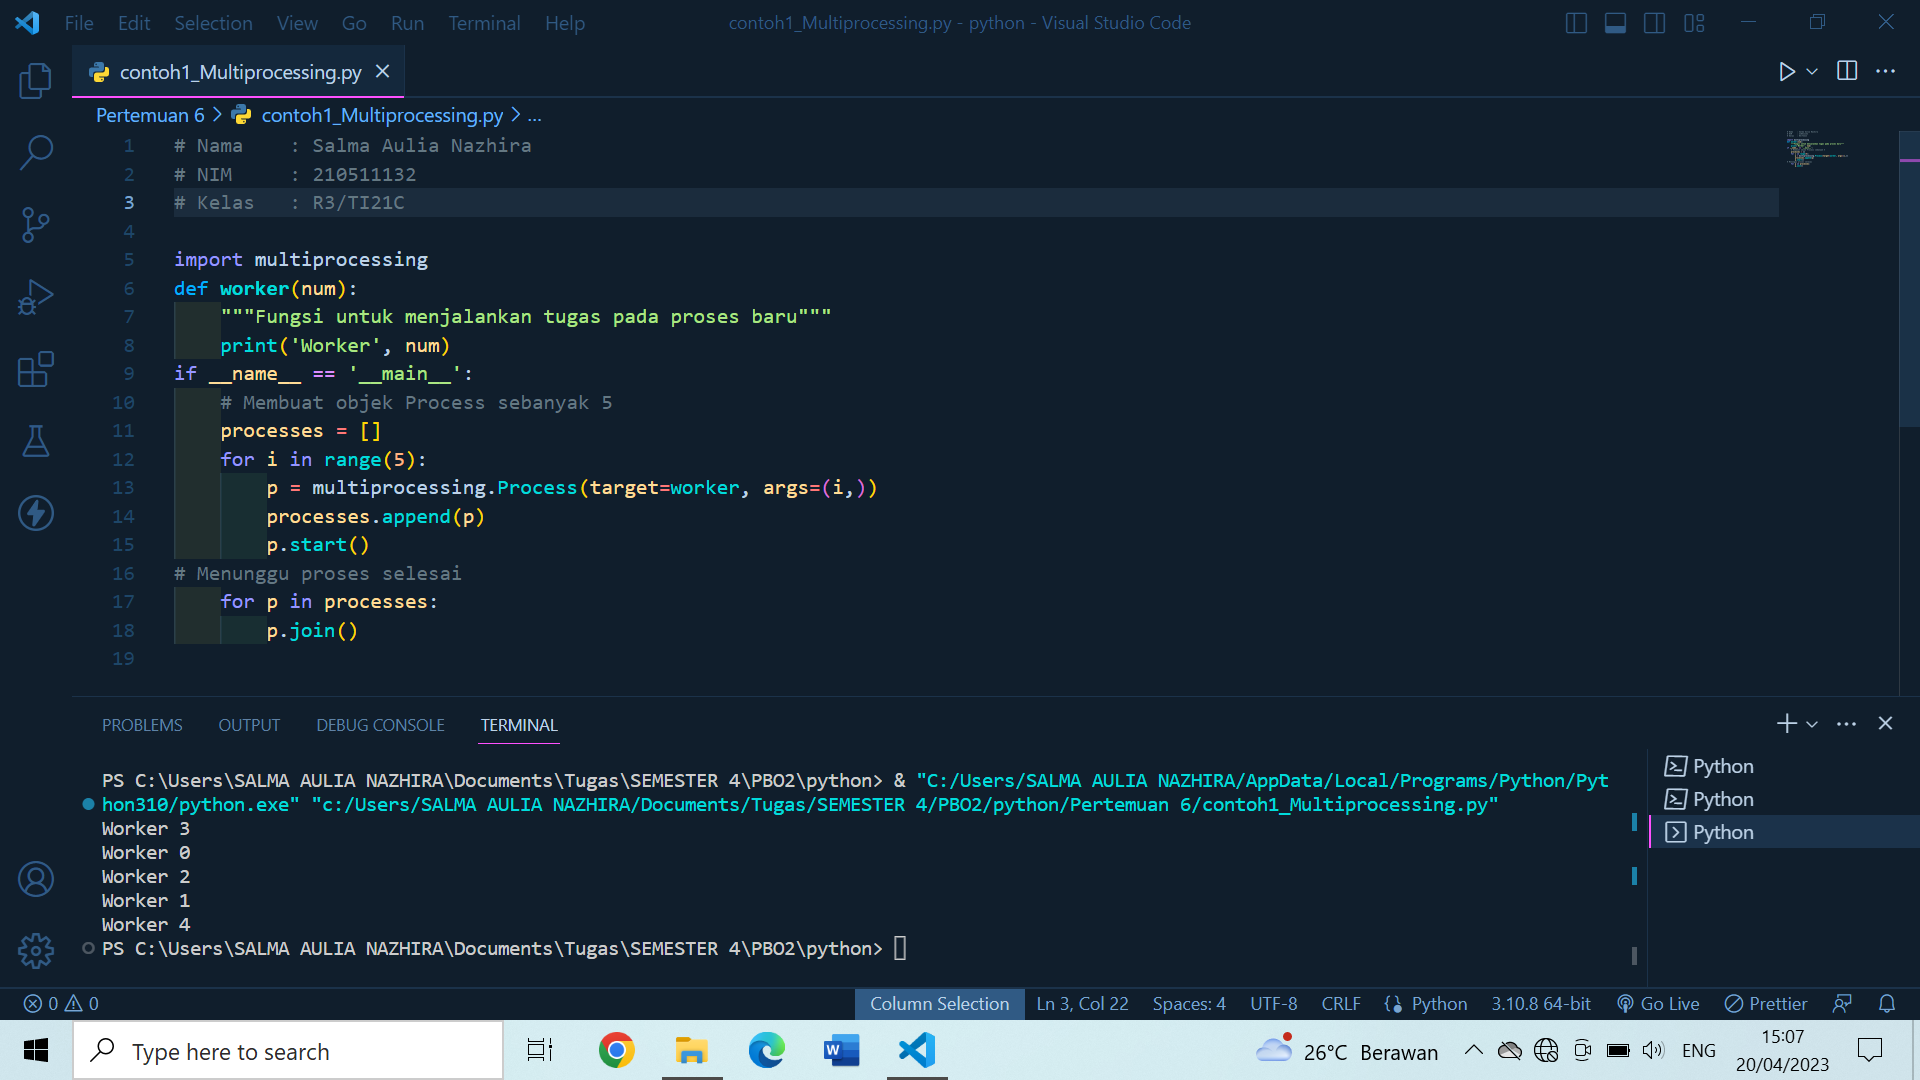 File Edit Selection View Go Run Terminal Help contoh1_Multiprocessing.py - python - Visual Studio Code
contoh1_Multiprocessing.py
Pertemuan 6 > contoh1_Multiprocessing.py > ...
1 # Nama    : Salma Aulia Nazhira
2 # NIM     : 210511132
3 # Kelas   : R3/TI21C
4
5 import multiprocessing
6 def worker(num):
7     """Fungsi untuk menjalankan tugas pada proses baru"""
8     print('Worker', num)
9 if __name__ == '__main__':
10     # Membuat objek Process sebanyak 5
11     processes = []
12     for i in range(5):
13         p = multiprocessing.Process(target=worker, args=(i,))
14         processes.append(p)
15         p.start()
16 # Menunggu proses selesai
17     for p in processes:
18         p.join()
19
PROBLEMS OUTPUT DEBUG CONSOLE TERMINAL
PS C:\Users\SALMA AULIA NAZHIRA\Documents\Tugas\SEMESTER 4\PBO2\python> & "C:/Users/SALMA AULIA NAZHIRA/AppData/Local/Programs/Python/Pyt
hon310/python.exe" "c:/Users/SALMA AULIA NAZHIRA/Documents/Tugas/SEMESTER 4/PBO2/python/Pertemuan 6/contoh1_Multiprocessing.py"
Worker 3
Worker 0
Worker 2
Worker 1
Worker 4
PS C:\Users\SALMA AULIA NAZHIRA\Documents\Tugas\SEMESTER 4\PBO2\python>
Python
Python
Python
0 0 Column Selection Ln 3, Col 22 Spaces: 4 UTF-8 CRLF Python 3.10.8 64-bit Go Live Prettier
Type here to search
W
26°C Berawan
ENG
15:07
20/04/2023